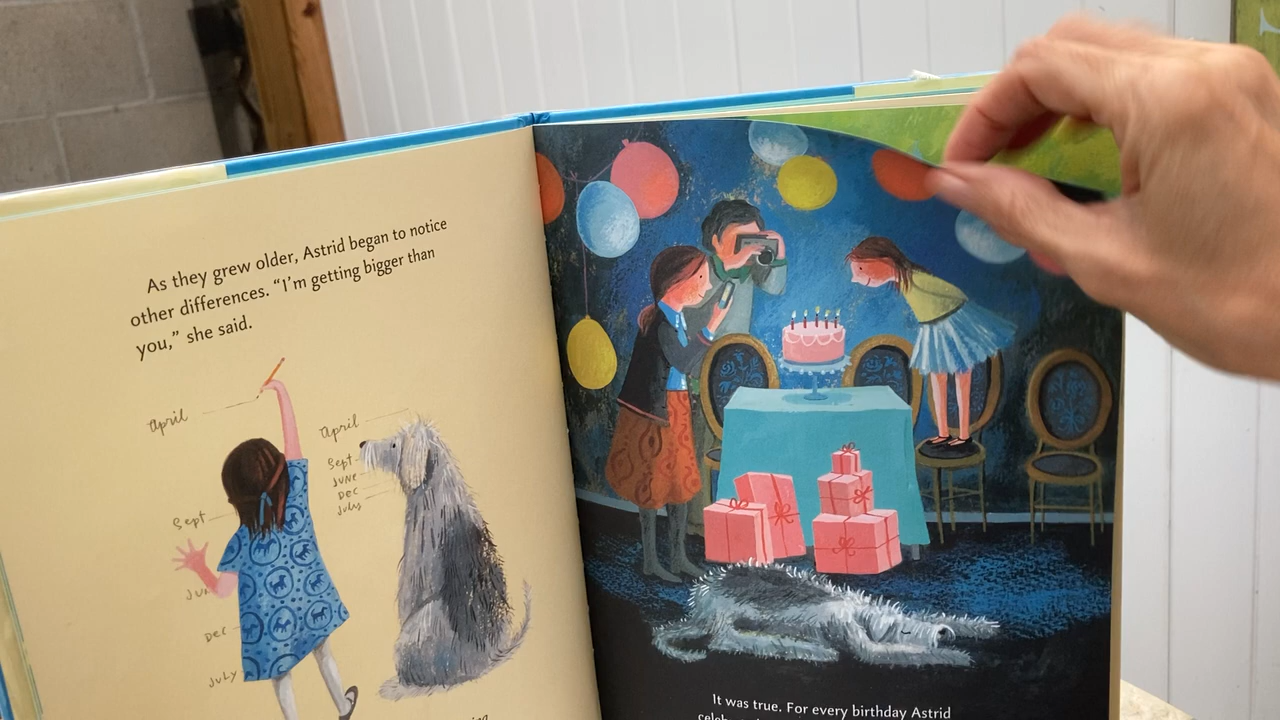 As they grew older, Astrid began to notice
other differences. “I’m getting bigger than
you,” she said.
April
Sept
Dec
July
April
Sept
June
Dec
July
It was true. For every birthday Astrid